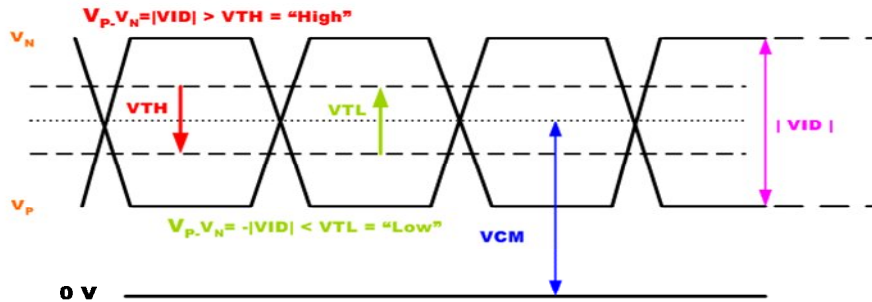 VP-VN=|VID| > VTH = “High”
VN
VTH
VTL
| VID |
VP
VP-VN= -|VID| < VTL = “Low”
VCM
0 V